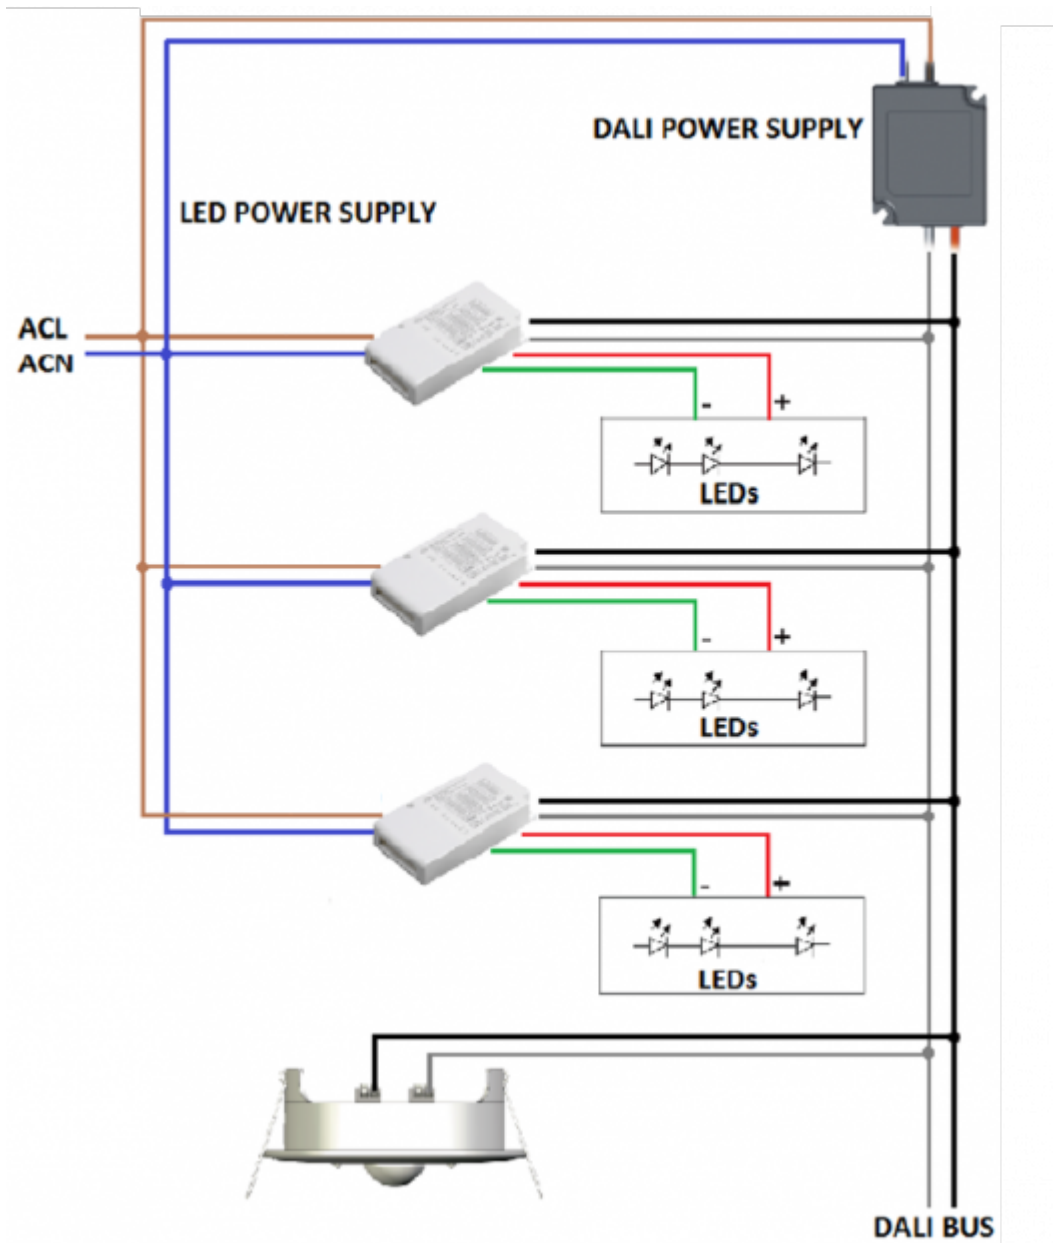 DALI POWER SUPPLY
LED POWER SUPPLY
ACL
ACN
- +
LEDs
- +
LEDs
- +
LEDs
DALI BUS